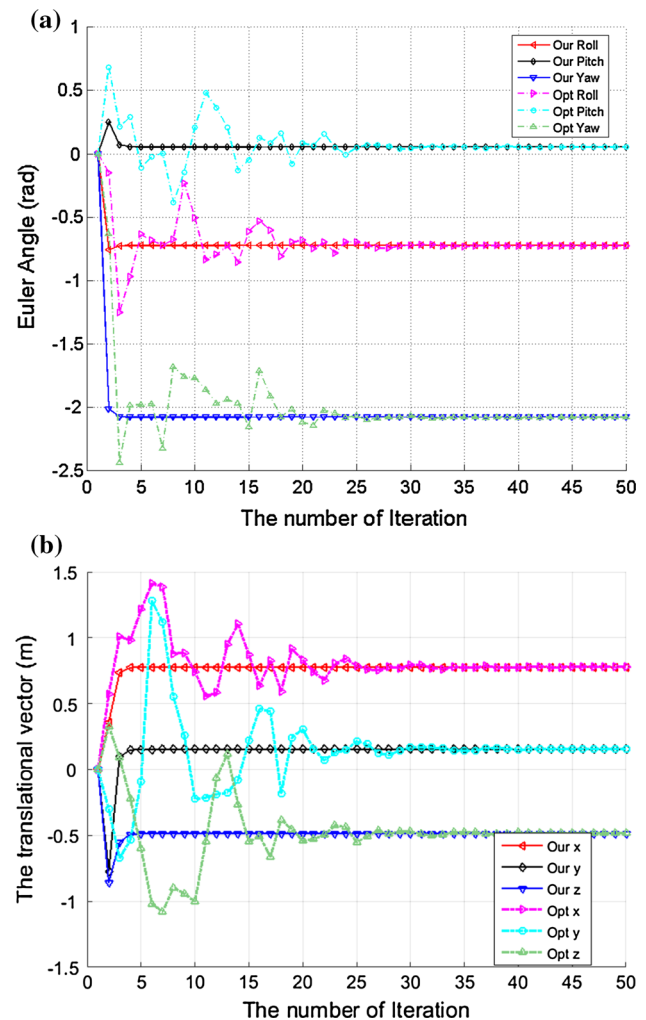 (a)
1
0.5
0
-0.5
-1
-1.5
-2
-2.5
Euler Angle (rad)
Our Roll
Our Pitch
Our Yaw
Opt Roll
Opt Pitch
Opt Yaw
0 5 10 15 20 25 30 35 40 45 50
The number of Iteration
(b)
1.5
1
0.5
0
-0.5
-1
-1.5
The translational vector (m)
Our x
Our y
Our z
Opt x
Opt y
Opt z
0 5 10 15 20 25 30 35 40 45 50
The number of Iteration